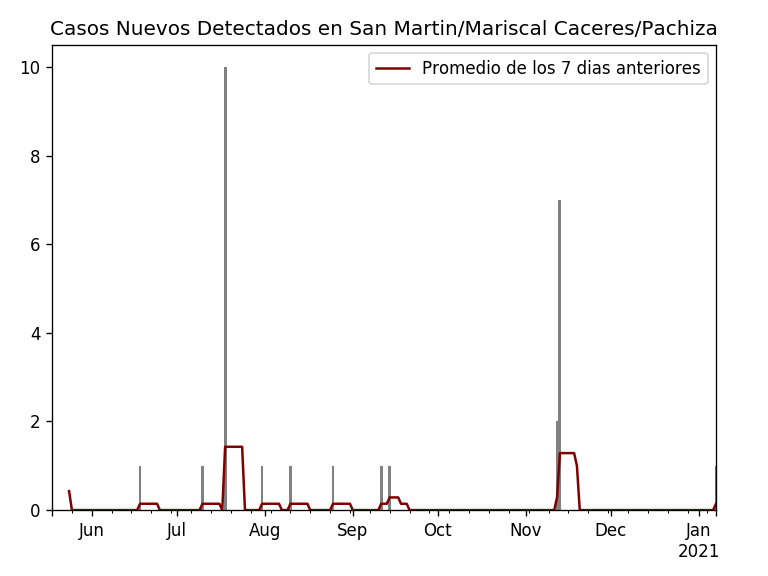 Casos Nuevos Detectados en San Martin/Mariscal Caceres/Pachiza
Promedio de los 7 dias anteriores
10
8
6
4
2
0
Jun Jul Aug Sep Oct Nov Dec Jan
2021